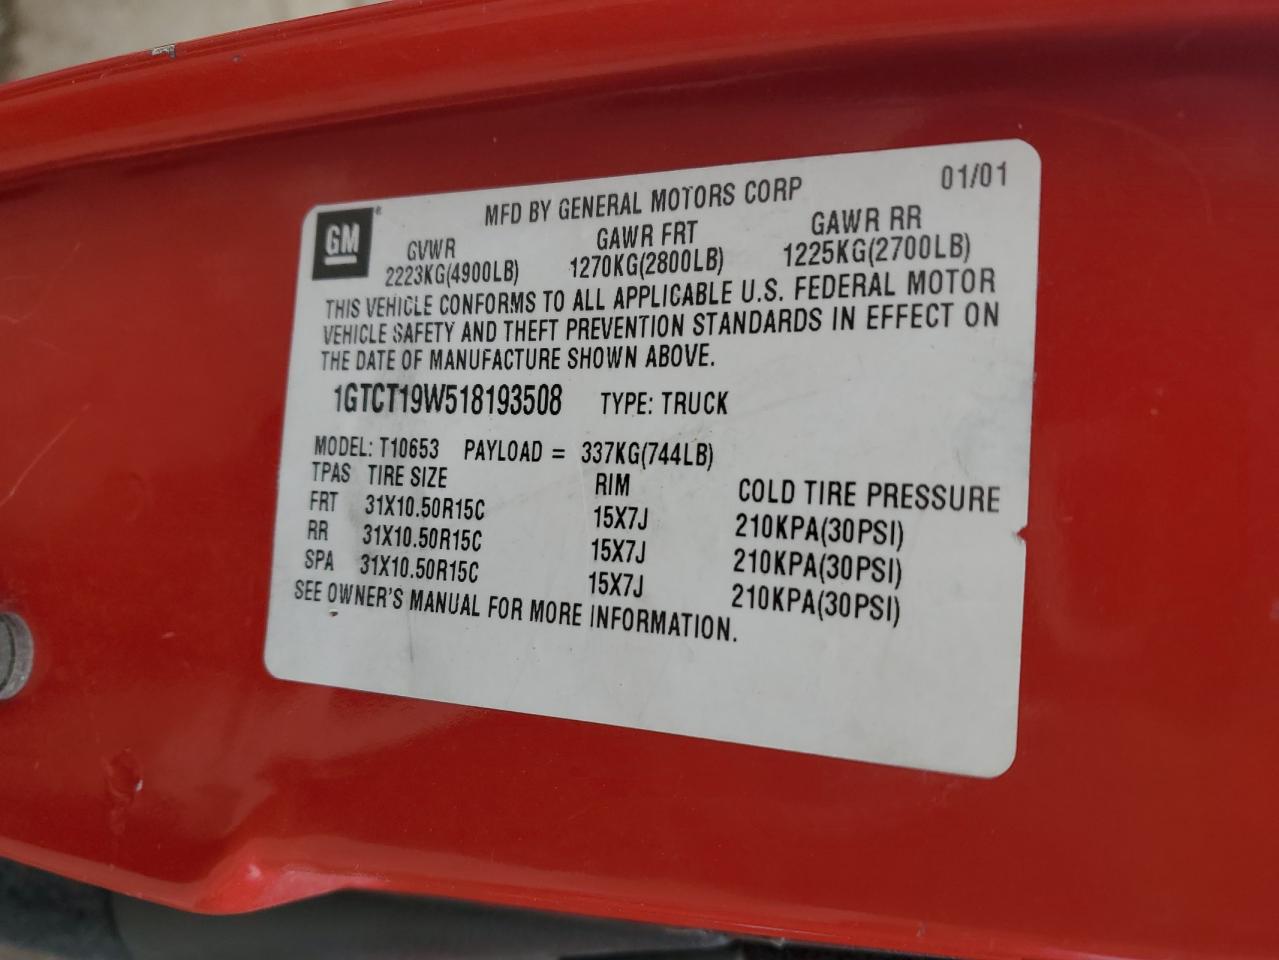 01/01
MFD BY GENERAL MOTORS CORP
GM®
GVWR GAWR FRT GAWR RR
2223KG(4900LB) 1270KG(2800LB) 1225KG(2700LB)
THIS VEHICLE CONFORMS TO ALL APPLICABLE U.S. FEDERAL MOTOR
VEHICLE SAFETY AND THEFT PREVENTION STANDARDS IN EFFECT ON
THE DATE OF MANUFACTURE SHOWN ABOVE.
1GTCT19W518193508 TYPE: TRUCK
MODEL: T10653 PAYLOAD = 337KG(744LB)
TPAS TIRE SIZE RIM COLD TIRE PRESSURE
FRT 31X10.50R15C 15X7J 210KPA(30PSI)
RR 31X10.50R15C 15X7J 210KPA(30PSI)
SPA 31X10.50R15C 15X7J 210KPA(30PSI)
SEE OWNER'S MANUAL FOR MORE INFORMATION.